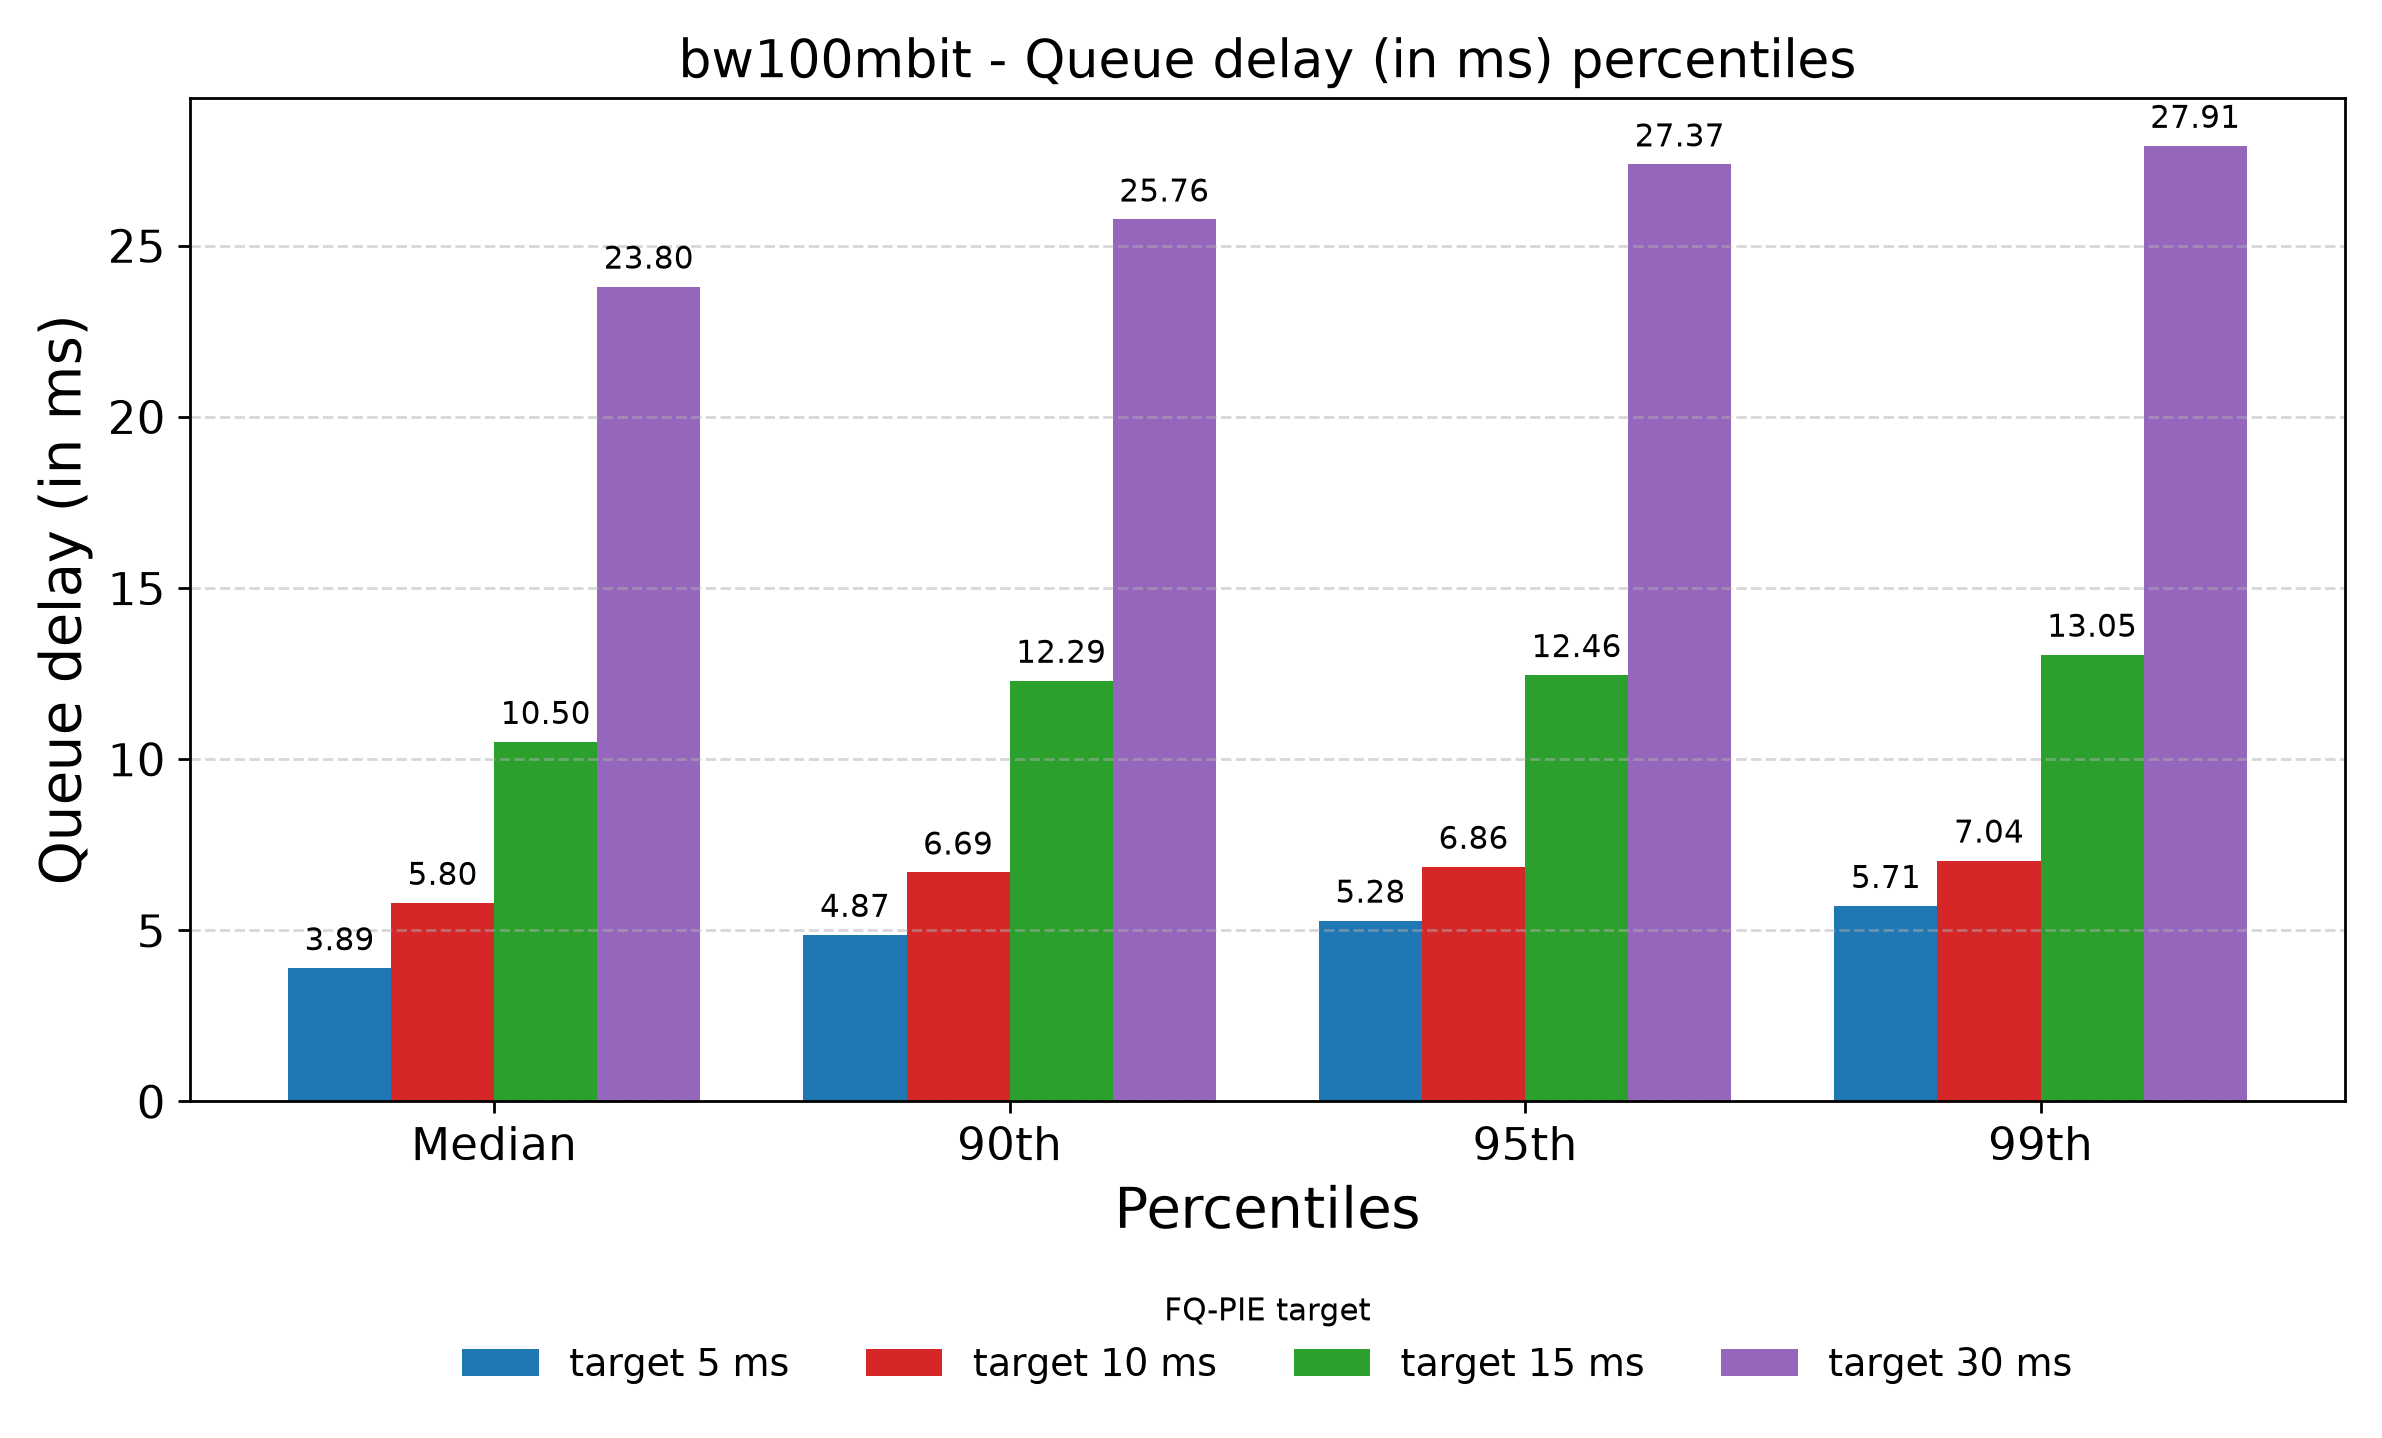 bw100mbit - Queue delay (in ms) percentiles
Queue delay (in ms)
25
20
15
10
5
0
3.89
5.80
10.50
23.80
4.87
6.69
12.29
25.76
5.28
6.86
12.46
27.37
5.71
7.04
13.05
27.91
Median
90th
95th
99th
Percentiles
FQ-PIE target
target 5 ms
target 10 ms
target 15 ms
target 30 ms